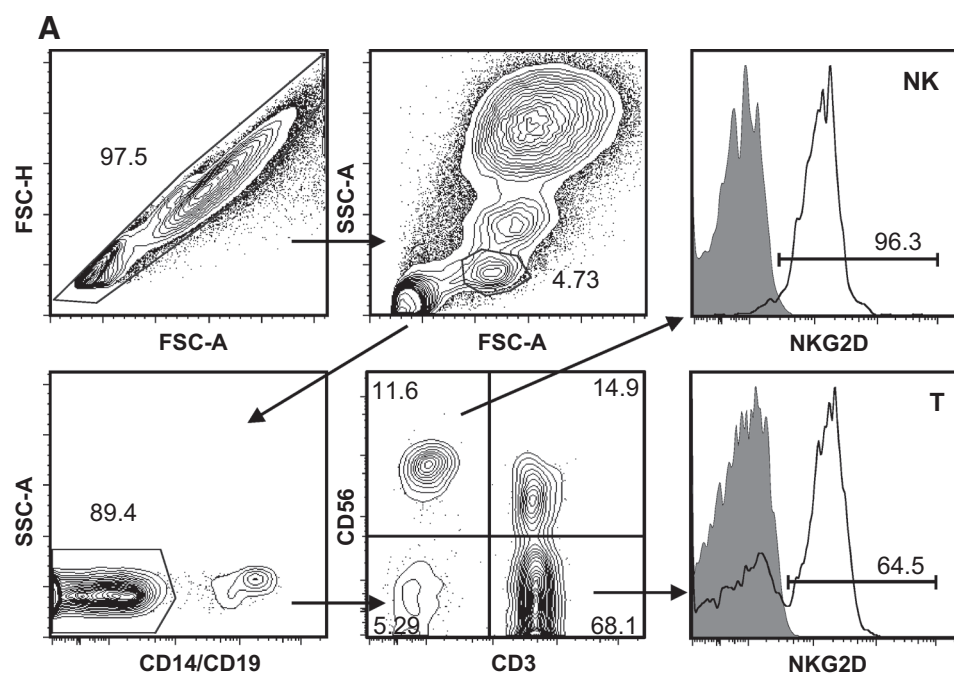 A
97.5
FSC-H
FSC-A
4.73
SSC-A
FSC-A
NK
96.3
NKG2D
89.4
SSC-A
CD14/CD19
11.6
14.9
5.29
68.1
CD56
CD3
T
64.5
NKG2D